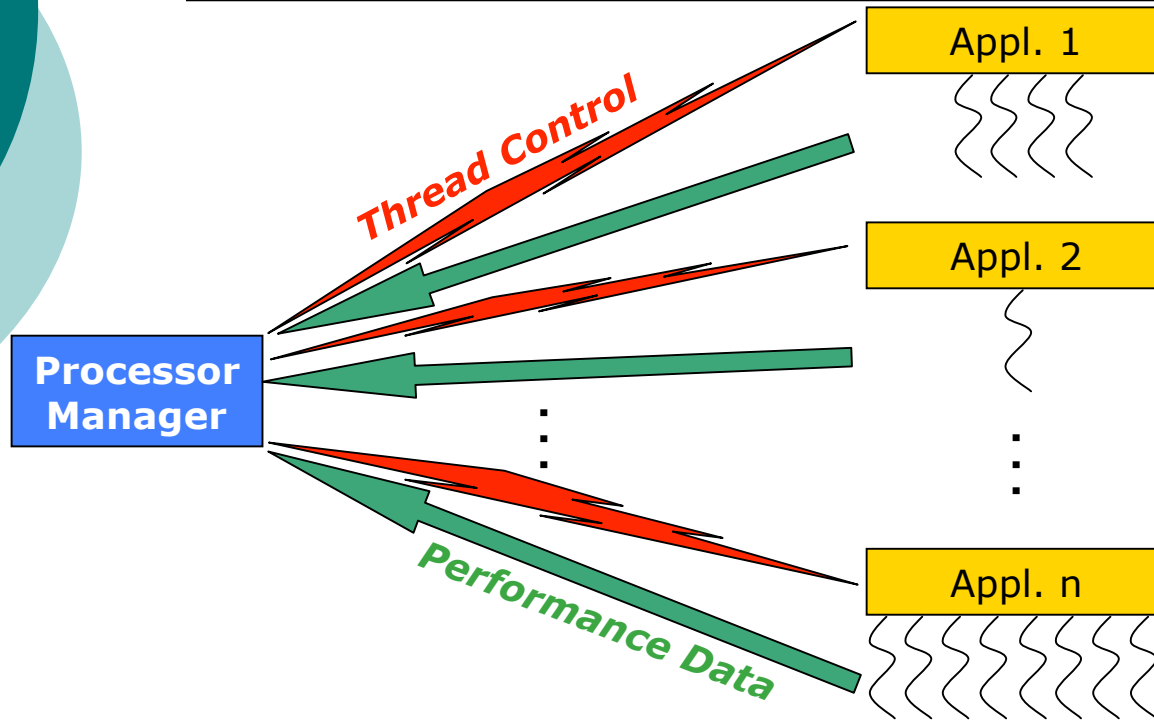 Appl. 1
Thread Control
Appl. 2
Processor
Manager
Appl. n
Performance Data